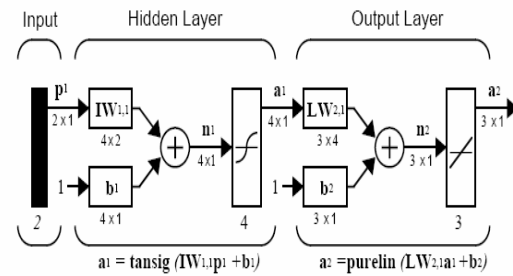 Input Hidden Layer Output Layer
p1 a1 a2
IW1,1 LW2,1
2 x 1 4 x 1 3 x 1
4 x 2 n1 3 x 4 n2
4 x 1 3 x 1
1 b1 1 b2
2 4 x 1 4 3 x 1 3
a1 = tansig (IW1,1p1 +b1) a2 =purelin (LW2,1a1 +b2)